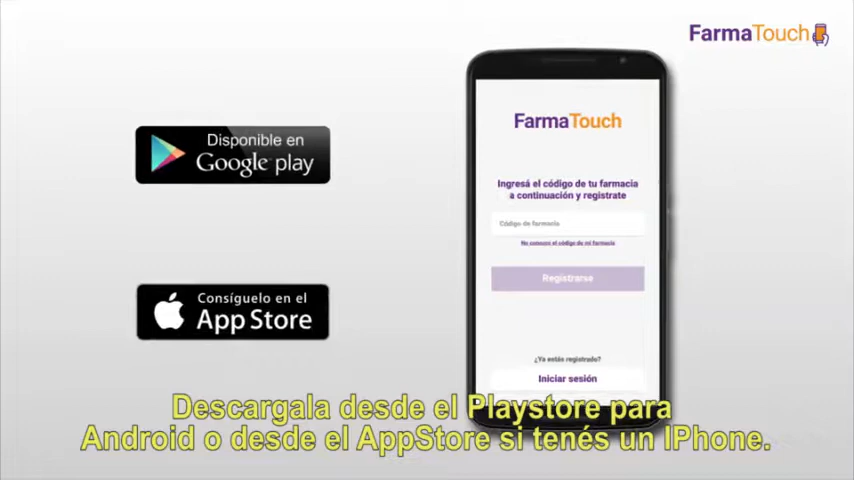 FarmaTouch
Disponible en
Google play
Consíguelo en el
App Store
FarmaTouch
Ingresá el código de tu farmacia
a continuación y registrate
Código de farmacia
No conozco el código de mi farmacia
Registrarse
¿Ya estás registrado?
Iniciar sesión
Descargala desde el Playstore para
Android o desde el AppStore si tenés un IPhone.